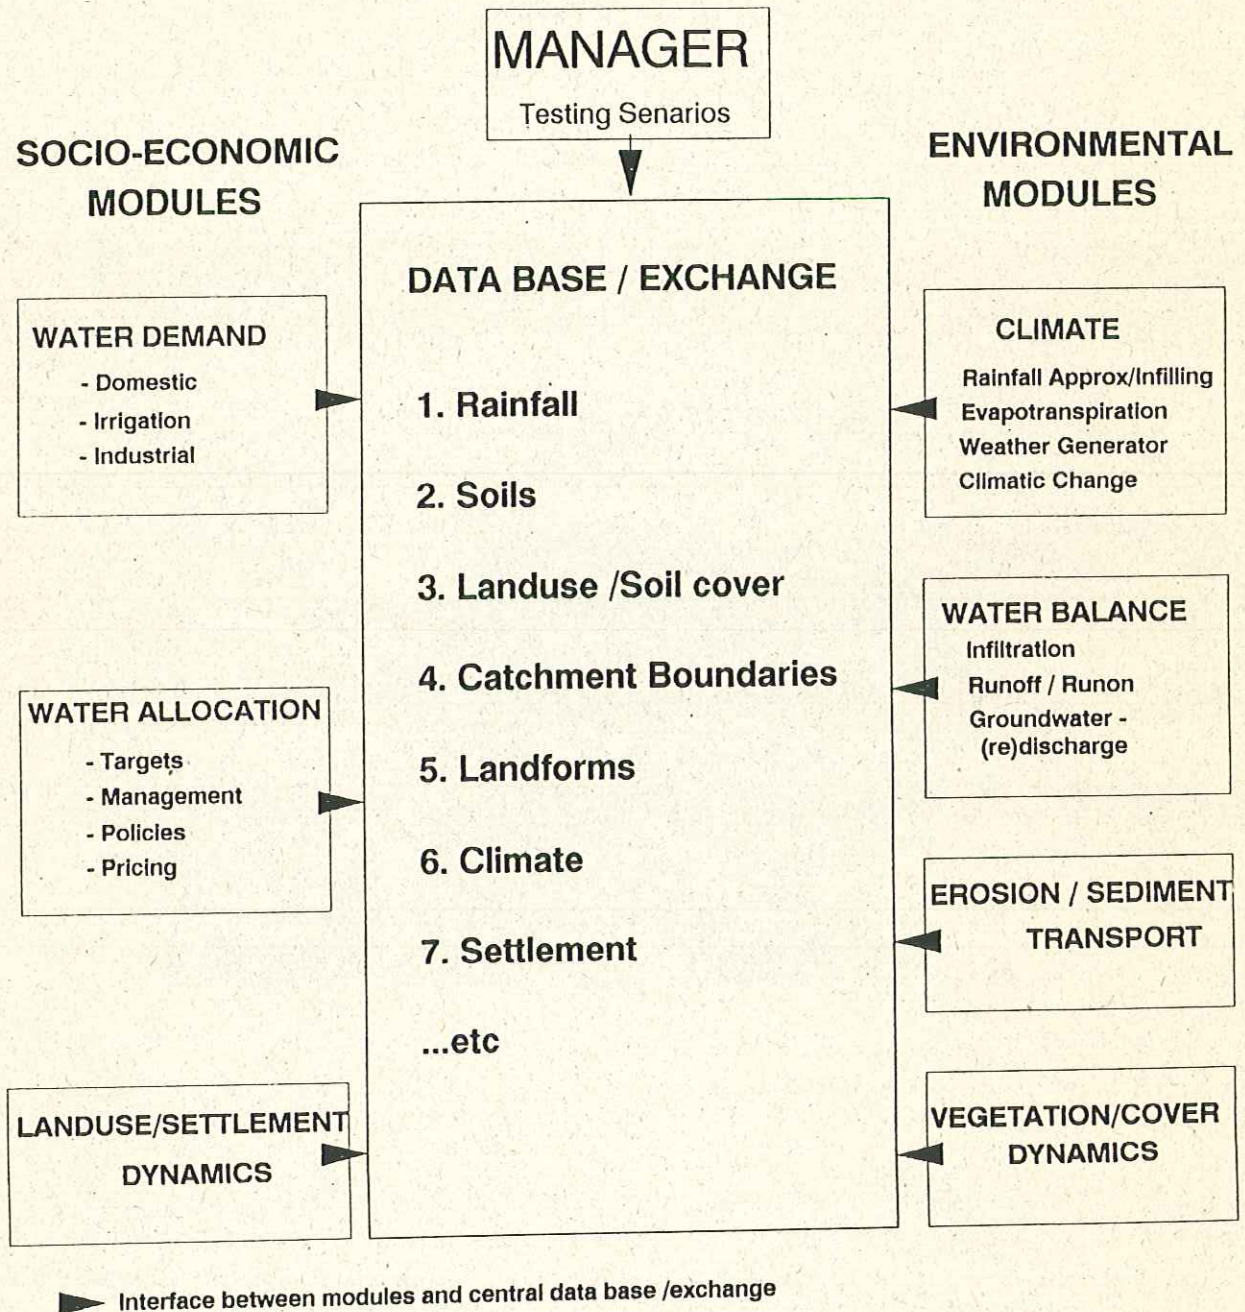 MANAGER
Testing Senarios
SOCIO-ECONOMIC
MODULES
ENVIRONMENTAL
MODULES
DATA BASE / EXCHANGE
1. Rainfall
2. Soils
3. Landuse /Soil cover
4. Catchment Boundaries
5. Landforms
6. Climate
7. Settlement
...etc
WATER DEMAND
- Domestic
- Irrigation
- Industrial
WATER ALLOCATION
- Targets
- Management
- Policies
- Pricing
LANDUSE/SETTLEMENT
DYNAMICS
CLIMATE
Rainfall Approx/Infilling
Evapotranspiration
Weather Generator
Climatic Change
WATER BALANCE
Infiltration
Runoff / Runon
Groundwater -
(re)discharge
EROSION / SEDIMENT
TRANSPORT
VEGETATION/COVER
DYNAMICS
Interface between modules and central data base /exchange